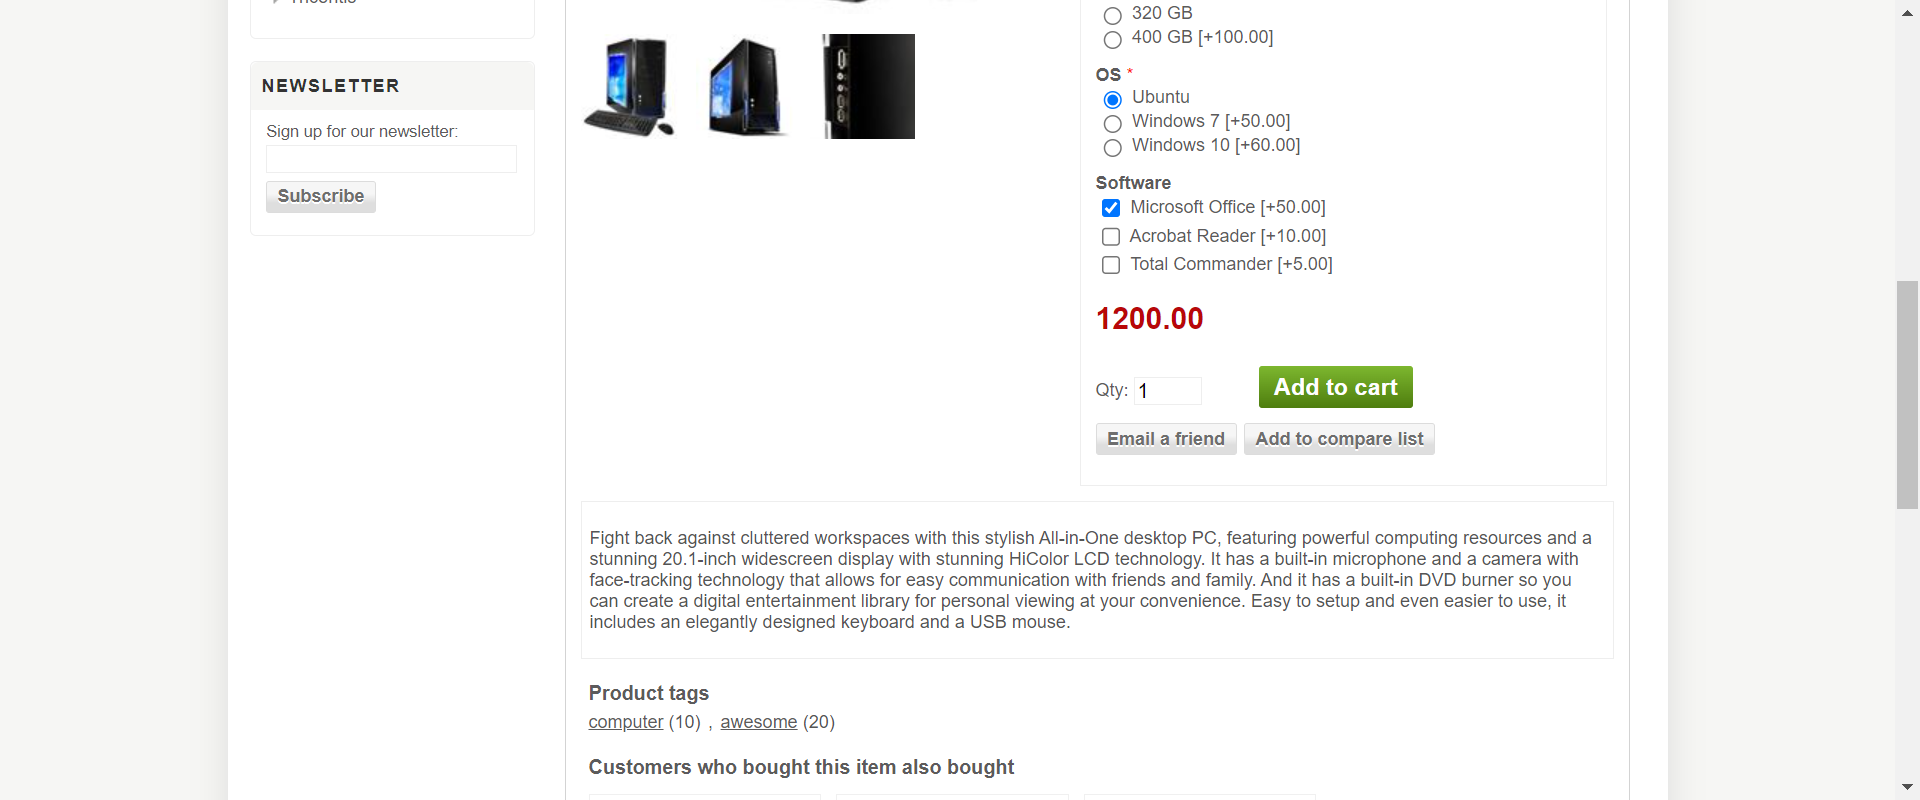 NEWSLETTER
Sign up for our newsletter:
Subscribe
320 GB
400 GB [+100.00]
OS *
Ubuntu
Windows 7 [+50.00]
Windows 10 [+60.00]
Software
Microsoft Office [+50.00]
Acrobat Reader [+10.00]
Total Commander [+5.00]
1200.00
Qty: 1
Add to cart
Email a friend
Add to compare list
Fight back against cluttered workspaces with this stylish All-in-One desktop PC, featuring powerful computing resources and a
stunning 20.1-inch widescreen display with stunning HiColor LCD technology. It has a built-in microphone and a camera with
face-tracking technology that allows for easy communication with friends and family. And it has a built-in DVD burner so you
can create a digital entertainment library for personal viewing at your convenience. Easy to setup and even easier to use, it
includes an elegantly designed keyboard and a USB mouse.
Product tags
computer (10) , awesome (20)
Customers who bought this item also bought